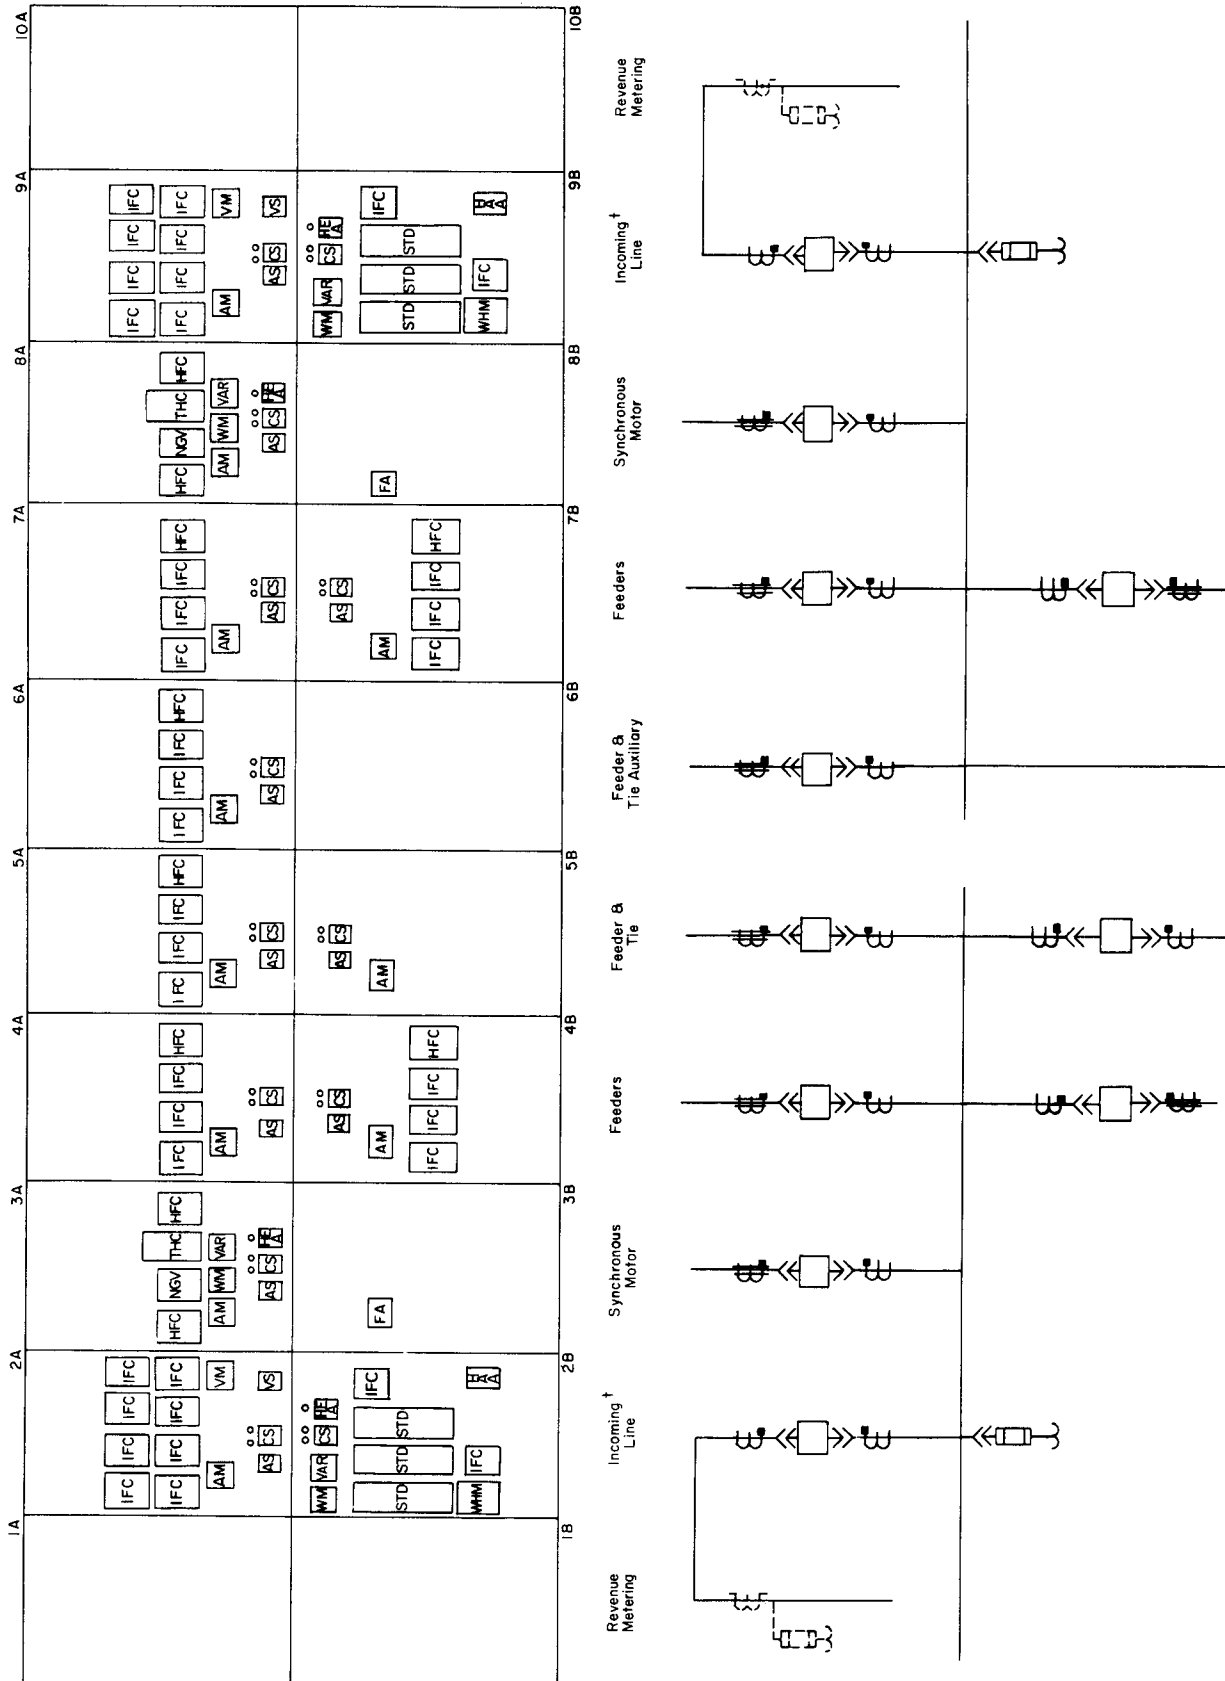 1A 2A 3A 4A 5A 6A 7A 8A 9A 10A
IFC IFC IFC IFC IFC IFC IFC IFC
IFC IFC IFC IFC HFC NGV THC HFC IFC IFC IFC HFC IFC IFC IFC HFC IFC IFC IFC HFC IFC IFC IFC HFC HFC NGV THC HFC IFC IFC IFC IFC
AM VM AM WM VAR AM AM AM AM AM WM VAR AM VM
AS CS VS AS CS HEA AS CS AS CS AS CS AS CS AS CS HEA AS CS VS
WM VAR CS HEA AS CS AS CS AS CS WM VAR CS HEA
STD STD STD IFC FA AM AM AM FA STD STD STD IFC
IFC IFC IFC HFC IFC IFC IFC HFC
WHM IFC HAA WHM IFC HAA
1B 2B 3B 4B 5B 6B 7B 8B 9B 10B
Revenue
Metering
Incoming†
Line
Synchronous
Motor
Feeders
Feeder &
Tie
Feeder &
Tie Auxiliary
Feeders
Synchronous
Motor
Incoming†
Line
Revenue
Metering